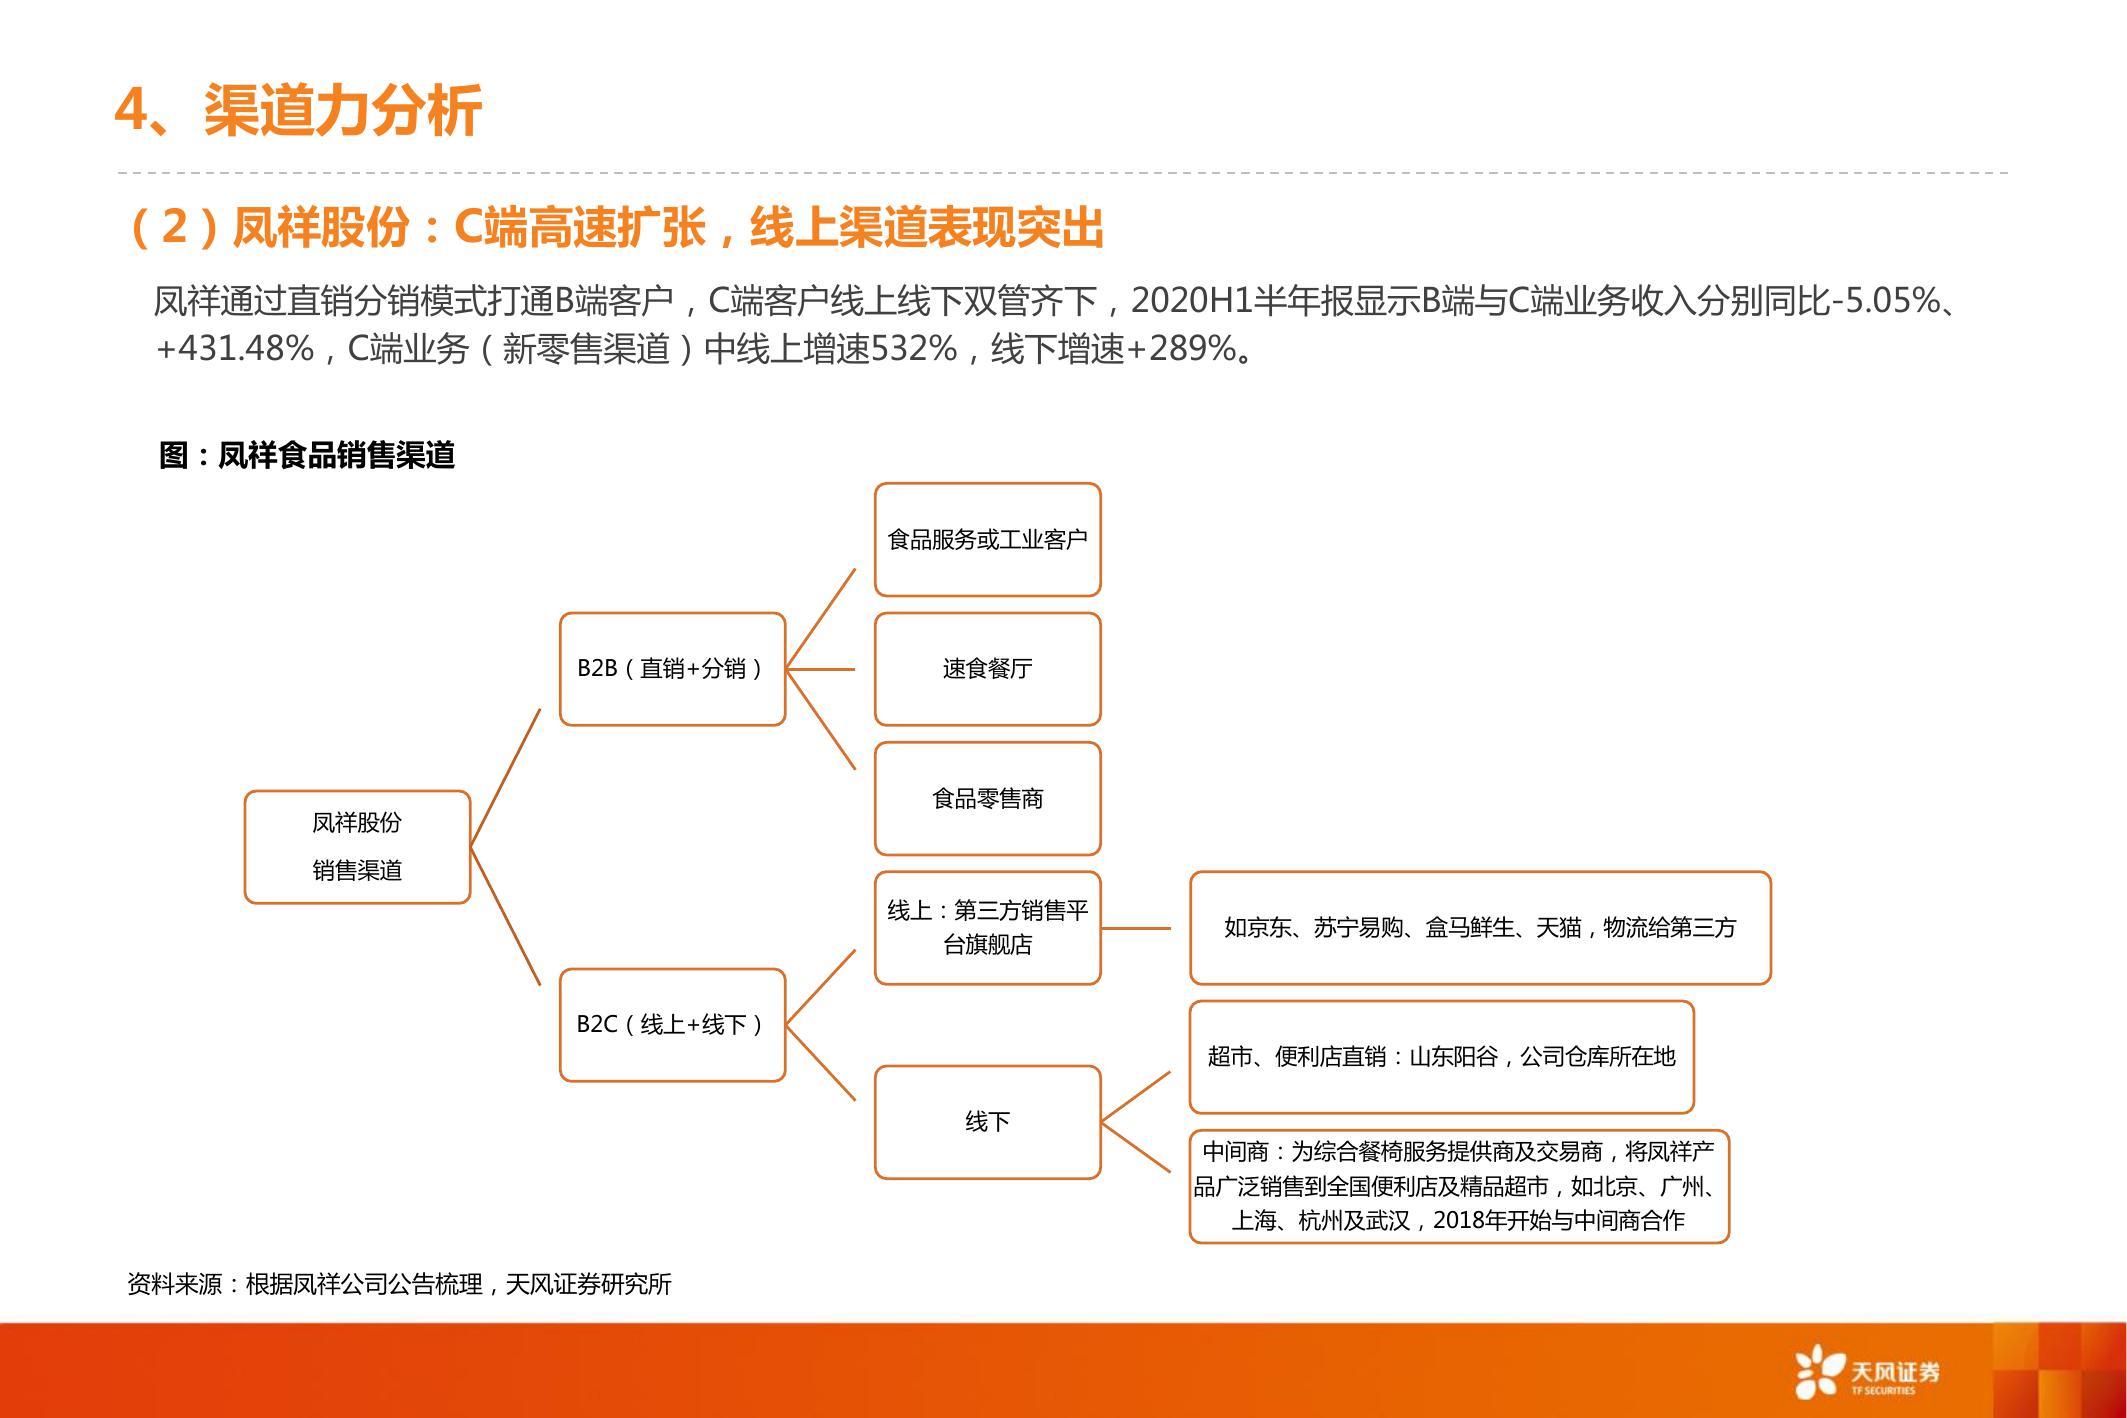 4、渠道力分析
（2）凤祥股份：C端高速扩张，线上渠道表现突出
凤祥通过直销分销模式打通B端客户，C端客户线上线下双管齐下，2020H1半年报显示B端与C端业务收入分别同比-5.05%、
+431.48%，C端业务（新零售渠道）中线上增速532%，线下增速+289%。
图：凤祥食品销售渠道
凤祥股份
销售渠道
B2B（直销+分销）
食品服务或工业客户
速食餐厅
食品零售商
B2C（线上+线下）
线上：第三方销售平
台旗舰店
如京东、苏宁易购、盒马鲜生、天猫，物流给第三方
线下
超市、便利店直销：山东阳谷，公司仓库所在地
中间商：为综合餐椅服务提供商及交易商，将凤祥产
品广泛销售到全国便利店及精品超市，如北京、广州、
上海、杭州及武汉，2018年开始与中间商合作
资料来源：根据凤祥公司公告梳理，天风证券研究所
天风证券
TF SECURITIES